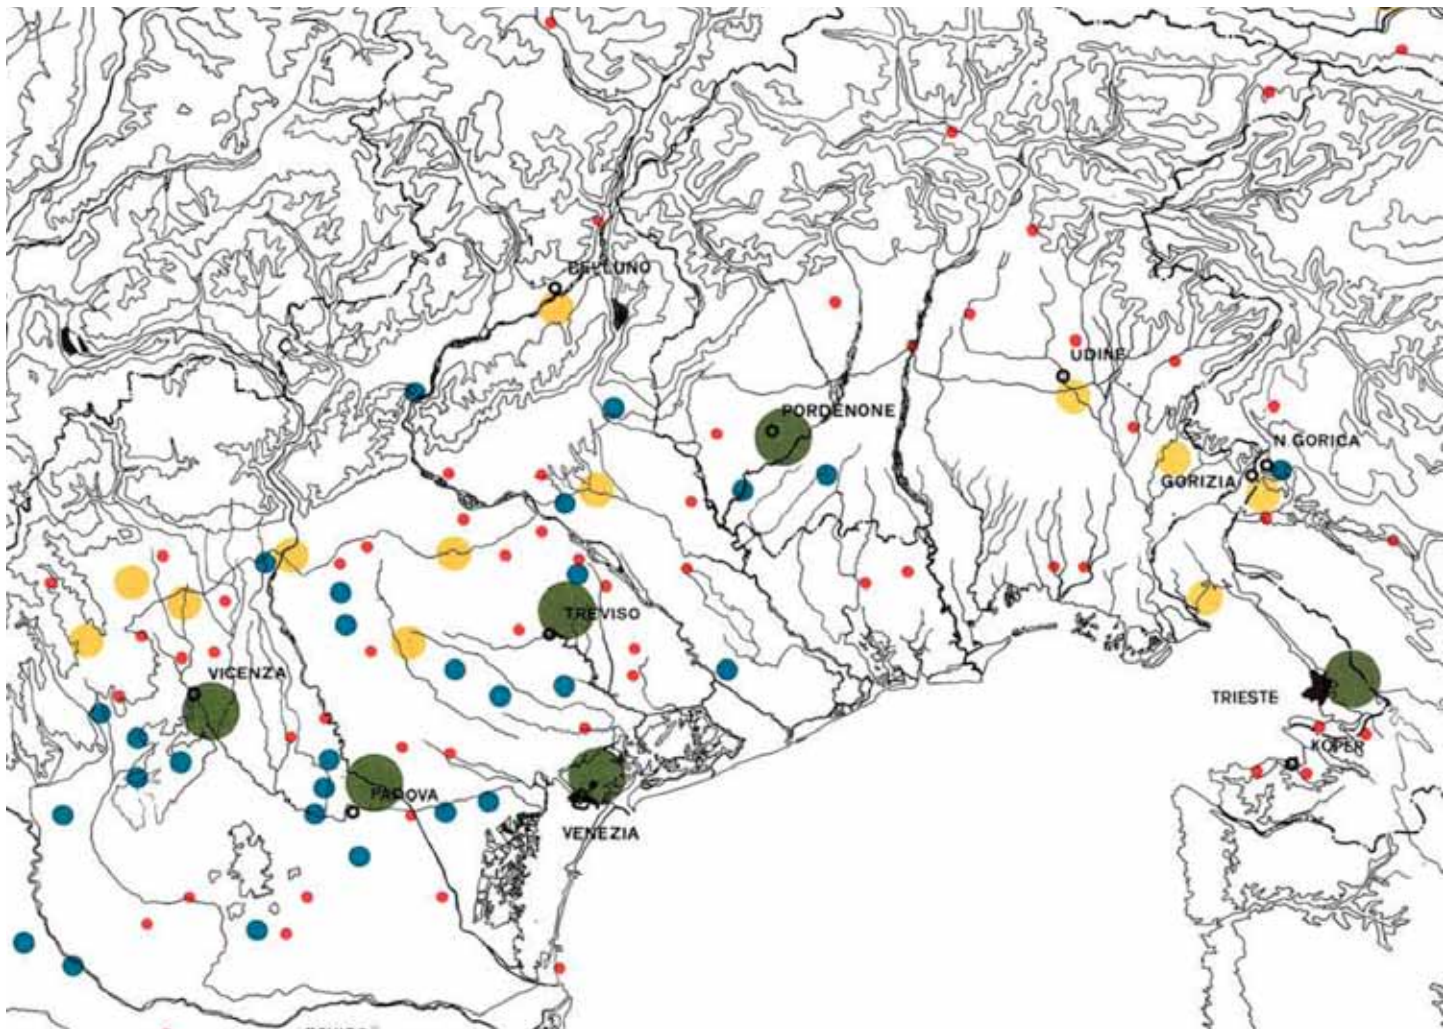 BELLUNO
PORDENONE
UDINE
N GORICA
GORIZIA
TREVISO
VICENZA
TRIESTE
KOPER
PADOVA
VENEZIA